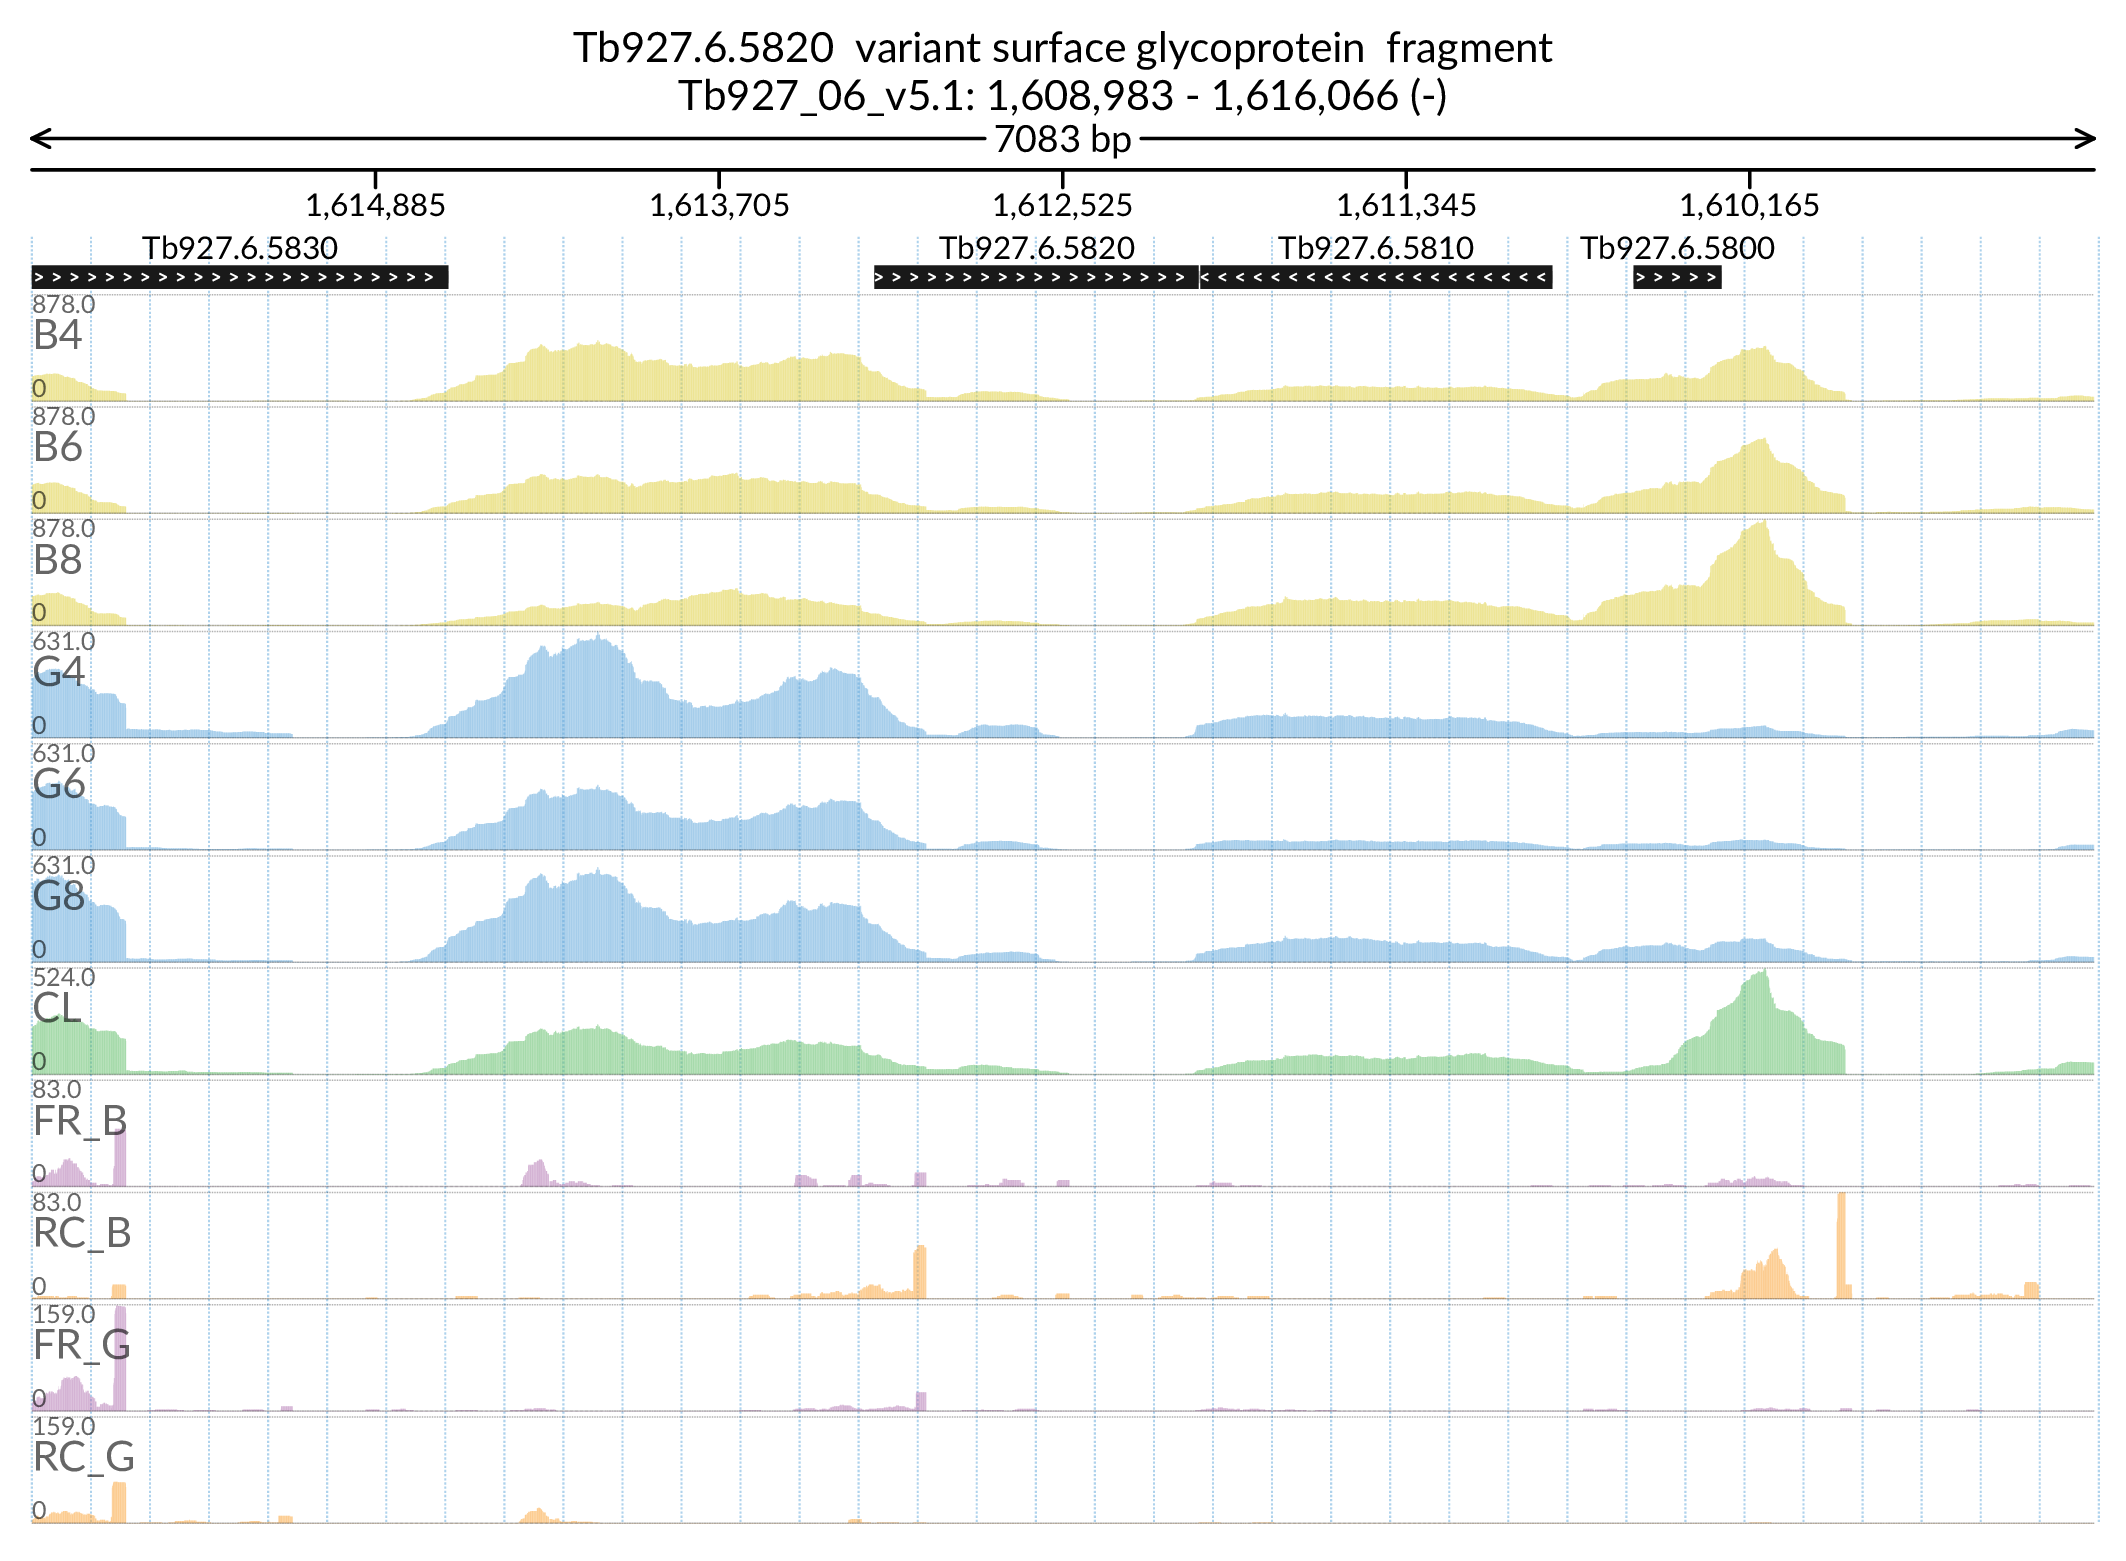 Tb927.6.5820 variant surface glycoprotein fragment
Tb927_06_v5.1: 1,608,983 - 1,616,066 (-)
7083 bp
1,614,885 1,613,705 1,612,525 1,611,345 1,610,165
Tb927.6.5830 Tb927.6.5820 Tb927.6.5810 Tb927.6.5800
> > > > > > > > > > > > > > > > > > > > > > > > > > > > > > > > > > > > > > > > > < < < < < < < < < < < < < < < < < < < < > > > > >
878.0
B4
0
878.0
B6
0
878.0
B8
0
631.0
G4
0
631.0
G6
0
631.0
G8
0
524.0
CL
0
83.0
FR_B
0
83.0
RC_B
0
159.0
FR_G
0
159.0
RC_G
0